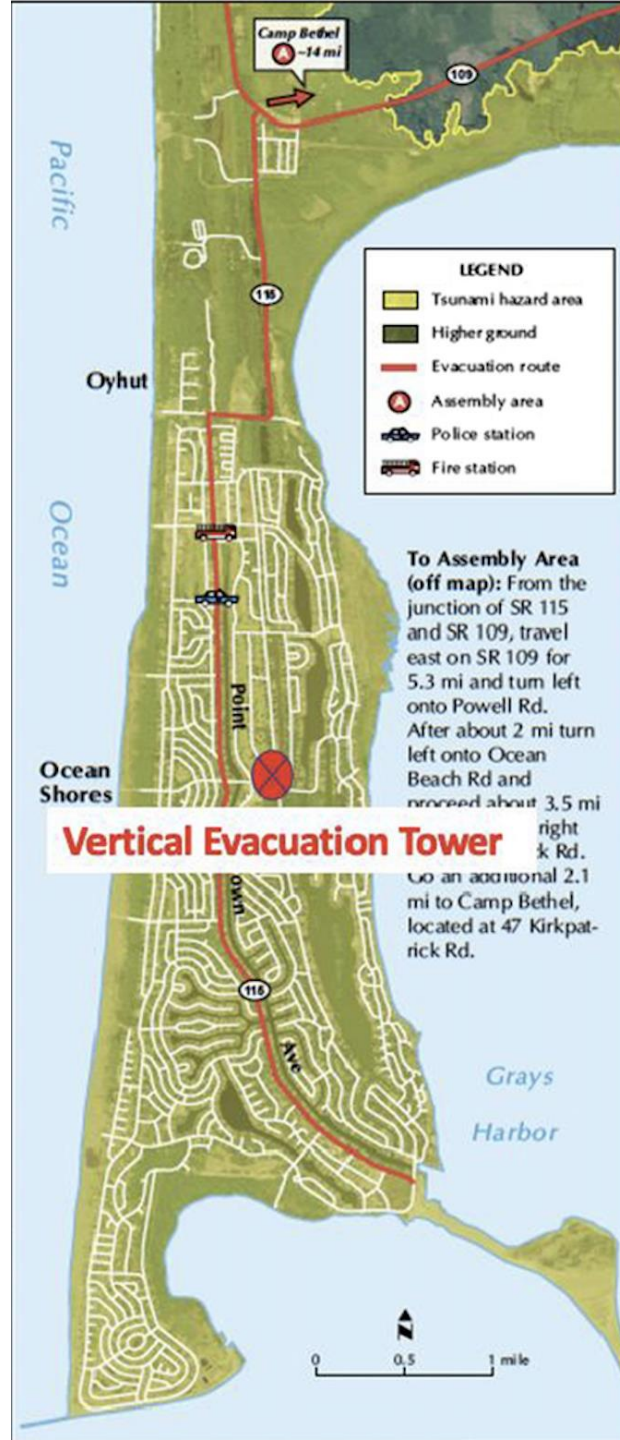 Camp Bethel
A ~14 mi
109
Pacific
LEGEND
Tsunami hazard area
Higher ground
Evacuation route
A Assembly area
Police station
Fire station
115
Oyhut
Ocean
To Assembly Area
(off map): From the
junction of SR 115
and SR 109, travel
east on SR 109 for
5.3 mi and turn left
onto Powell Rd.
After about 2 mi turn
left onto Ocean
Beach Rd and
proceed about 3.5 mi
right
Rd.
Go an additional 2.1
mi to Camp Bethel,
located at 47 Kirkpat-
rick Rd.
Point
Ocean
Shores
Vertical Evacuation Tower
115
Ave
Grays
Harbor
N
0 0.5 1 mile